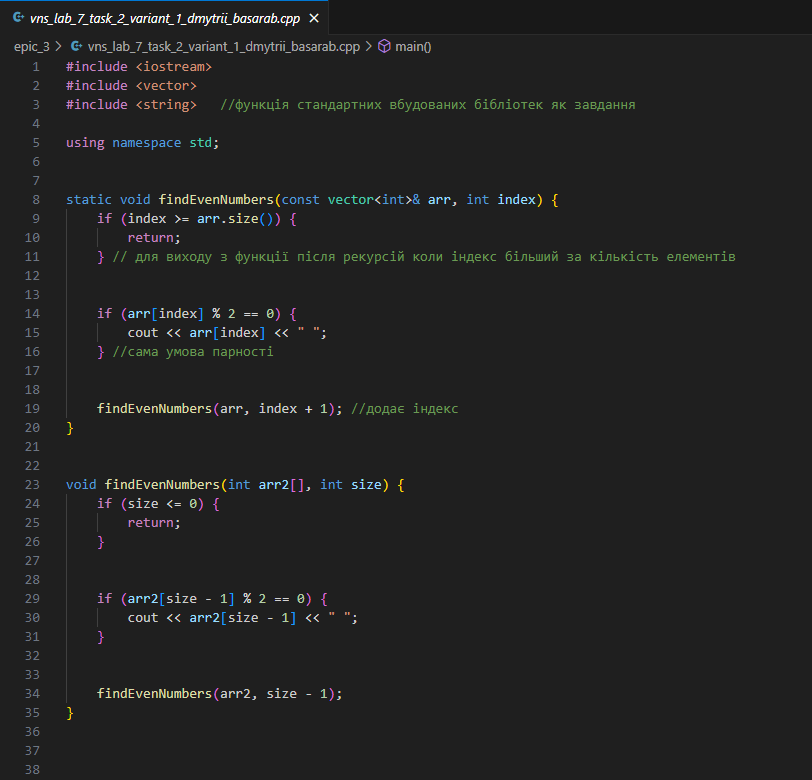 vns_lab_7_task_2_variant_1_dmytrii_basarab.cpp ×
epic_3 > vns_lab_7_task_2_variant_1_dmytrii_basarab.cpp > main()
1 #include <iostream>
2 #include <vector>
3 #include <string>   //функція стандартних вбудованих бібліотек як завдання
4
5 using namespace std;
6
7
8 static void findEvenNumbers(const vector<int>& arr, int index) {
9     if (index >= arr.size()) {
10         return;
11     } // для виходу з функції після рекурсій коли індекс більший за кількість елементів
12
13
14     if (arr[index] % 2 == 0) {
15         cout << arr[index] << " ";
16     } //сама умова парності
17
18
19     findEvenNumbers(arr, index + 1); //додає індекс
20 }
21
22
23 void findEvenNumbers(int arr2[], int size) {
24     if (size <= 0) {
25         return;
26     }
27
28
29     if (arr2[size - 1] % 2 == 0) {
30         cout << arr2[size - 1] << " ";
31     }
32
33
34     findEvenNumbers(arr2, size - 1);
35 }
36
37
38